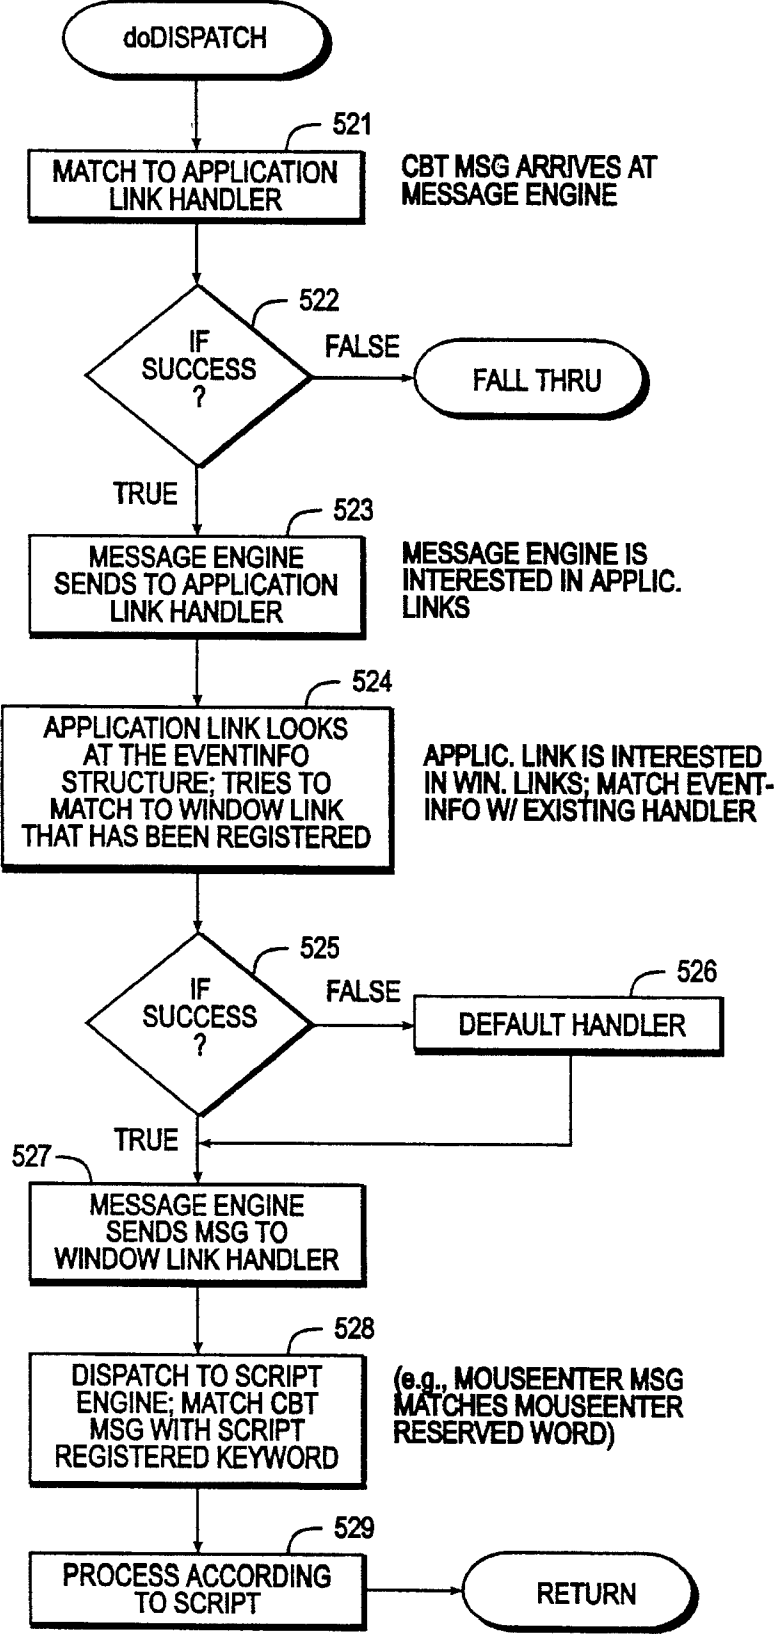 doDISPATCH
521
MATCH TO APPLICATION
LINK HANDLER
CBT MSG ARRIVES AT
MESSAGE ENGINE
522
IF
SUCCESS
?
FALSE
FALL THRU
TRUE
523
MESSAGE ENGINE
SENDS TO APPLICATION
LINK HANDLER
MESSAGE ENGINE IS
INTERESTED IN APPLIC.
LINKS
524
APPLICATION LINK LOOKS
AT THE EVENTINFO
STRUCTURE; TRIES TO
MATCH TO WINDOW LINK
THAT HAS BEEN REGISTERED
APPLIC. LINK IS INTERESTED
IN WIN. LINKS; MATCH EVENT-
INFO W/ EXISTING HANDLER
525
IF
SUCCESS
?
FALSE
526
DEFAULT HANDLER
TRUE
527
MESSAGE ENGINE
SENDS MSG TO
WINDOW LINK HANDLER
528
DISPATCH TO SCRIPT
ENGINE; MATCH CBT
MSG WITH SCRIPT
REGISTERED KEYWORD
(e.g., MOUSEENTER MSG
MATCHES MOUSEENTER
RESERVED WORD)
529
PROCESS ACCORDING
TO SCRIPT
RETURN